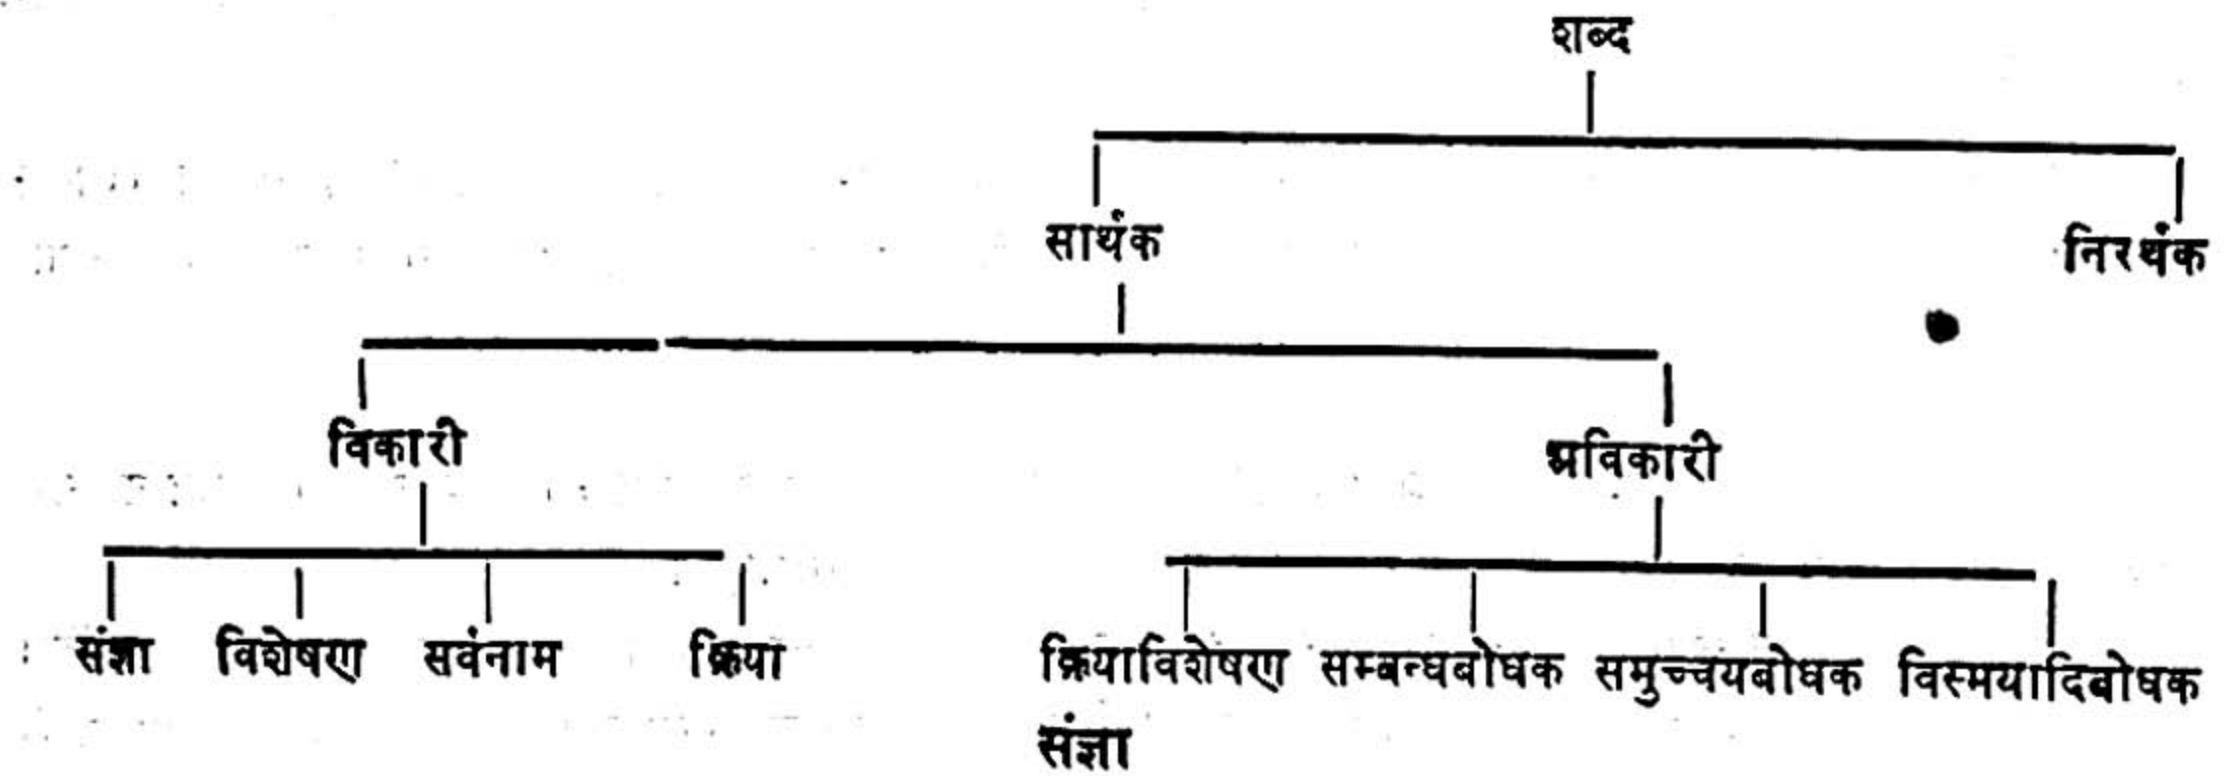 शब्द
सार्थक निरर्थक
विकारी अविकारी
संज्ञा विशेषण सर्वनाम क्रिया क्रियाविशेषण सम्बन्धबोधक समुच्चयबोधक विस्मयादिबोधक
संज्ञा